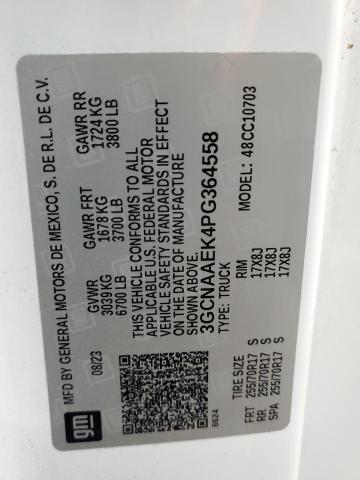 MFD BY GENERAL MOTORS DE MEXICO, S. DE R.L. DE C.V.
08/23
GVWR
3039 KG
6700 LB
GAWR FRT
1678 KG
3700 LB
GAWR RR
1724 KG
3800 LB
THIS VEHICLE CONFORMS TO ALL
APPLICABLE U.S. FEDERAL MOTOR
VEHICLE SAFETY STANDARDS IN EFFECT
ON THE DATE OF MANUFACTURE
SHOWN ABOVE.
3GCNAAEK4PG364558
TYPE: TRUCK
48CC10703
gm
8624
TIRE SIZE RIM
FRT 255/70R17 S 17X8J
RR 255/70R17 S 17X8J
SPA 255/70R17 S 17X8J